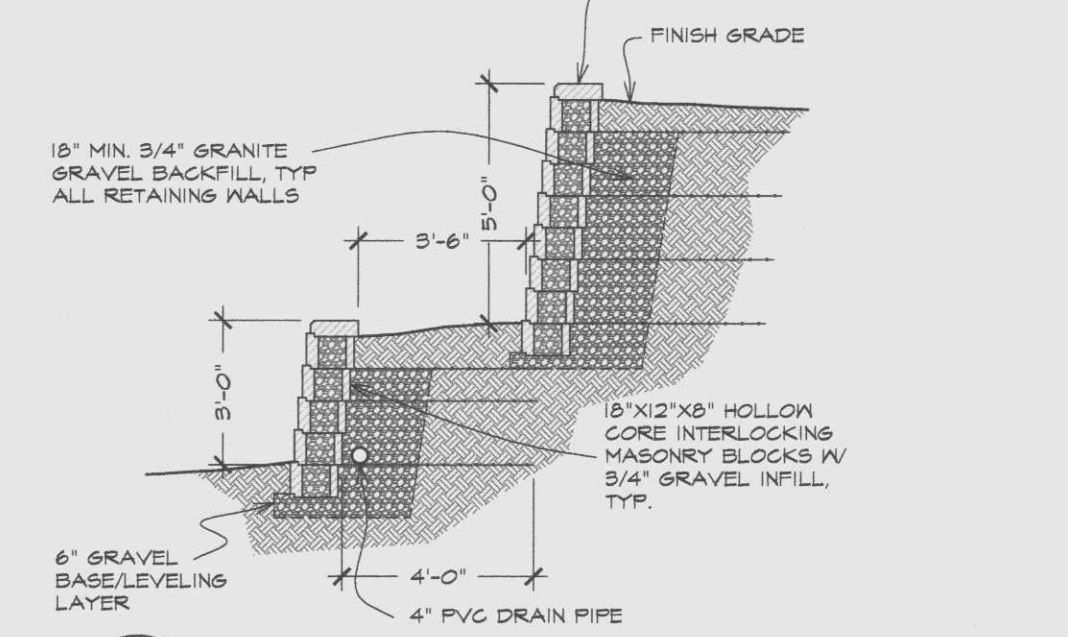 FINISH GRADE
18" MIN. 3/4" GRANITE
GRAVEL BACKFILL, TYP
ALL RETAINING WALLS
5'-0"
3'-6"
3'-0"
18"X12"X8" HOLLOW
CORE INTERLOCKING
MASONRY BLOCKS W/
3/4" GRAVEL INFILL,
TYP.
6" GRAVEL
BASE/LEVELING
LAYER
4'-0"
4" PVC DRAIN PIPE